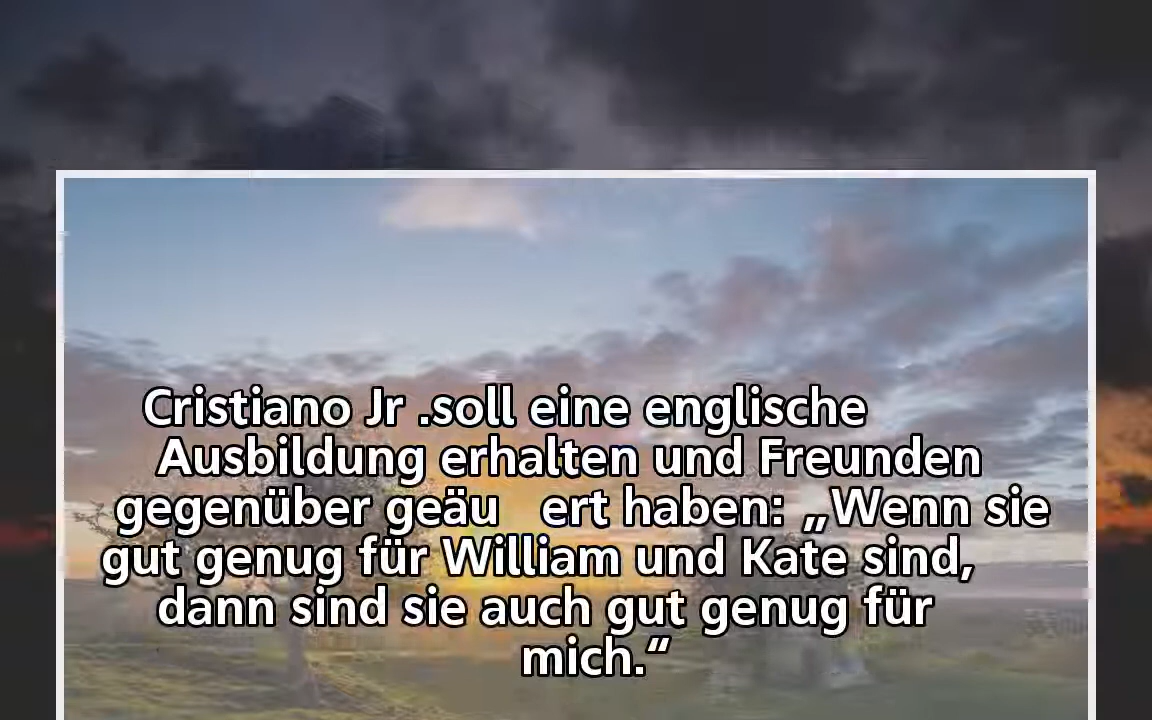 Cristiano Jr .soll eine englische
Ausbildung erhalten und Freunden
gegenüber geäu ert haben: „Wenn sie
gut genug für William und Kate sind,
dann sind sie auch gut genug für
mich.“